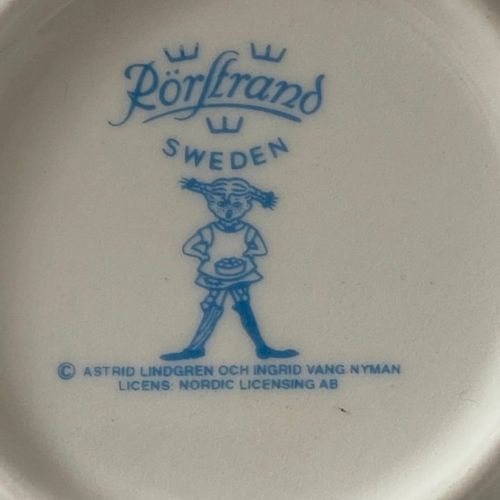 Rörstrand
SWEDEN
© ASTRID LINDGREN OCH INGRID VANG NYMAN
LICENS: NORDIC LICENSING AB